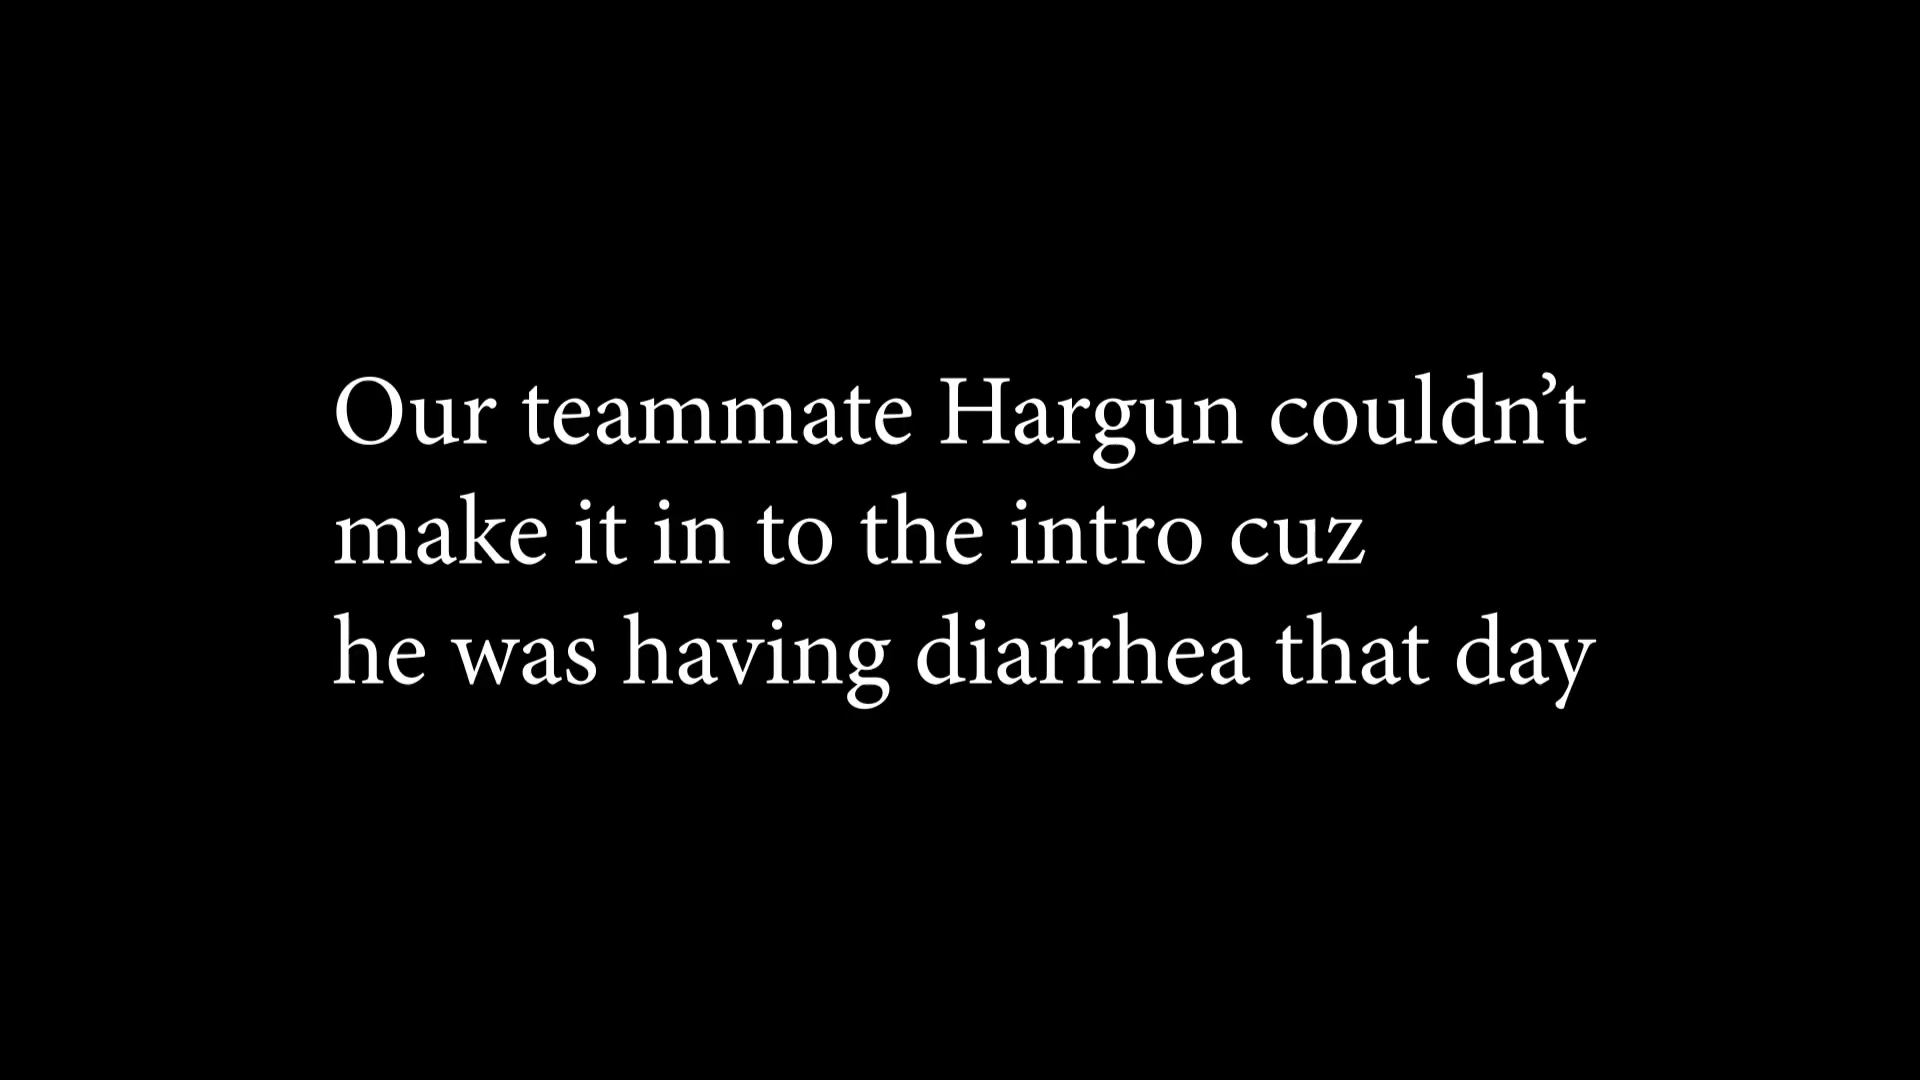 Our teammate Hargun couldn’t
make it in to the intro cuz
he was having diarrhea that day